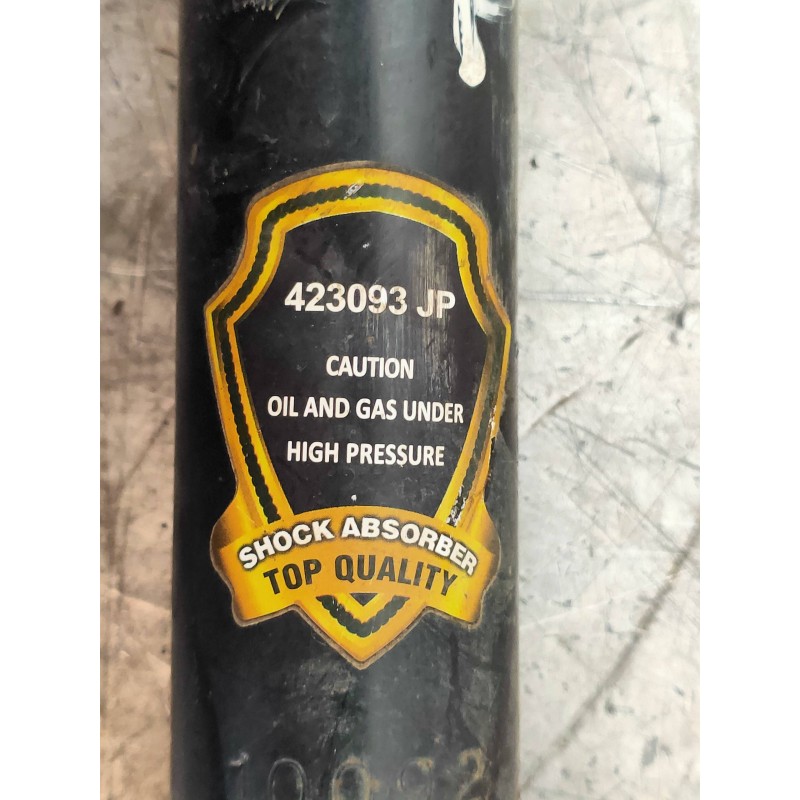 423093 JP
CAUTION
OIL AND GAS UNDER
HIGH PRESSURE
SHOCK ABSORBER
TOP QUALITY